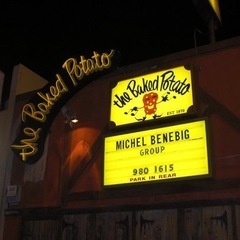 the Baked Potato
the Baked Potato
EST 1970
MICHEL BENEBIG
GROUP
980 1615
PARK IN REAR